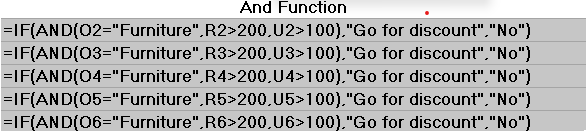 And Function
=IF(AND(O2="Furniture",R2>200,U2>100),"Go for discount","No")
=IF(AND(O3="Furniture",R3>200,U3>100),"Go for discount","No")
=IF(AND(O4="Furniture",R4>200,U4>100),"Go for discount","No")
=IF(AND(O5="Furniture",R5>200,U5>100),"Go for discount","No")
=IF(AND(O6="Furniture",R6>200,U6>100),"Go for discount","No")